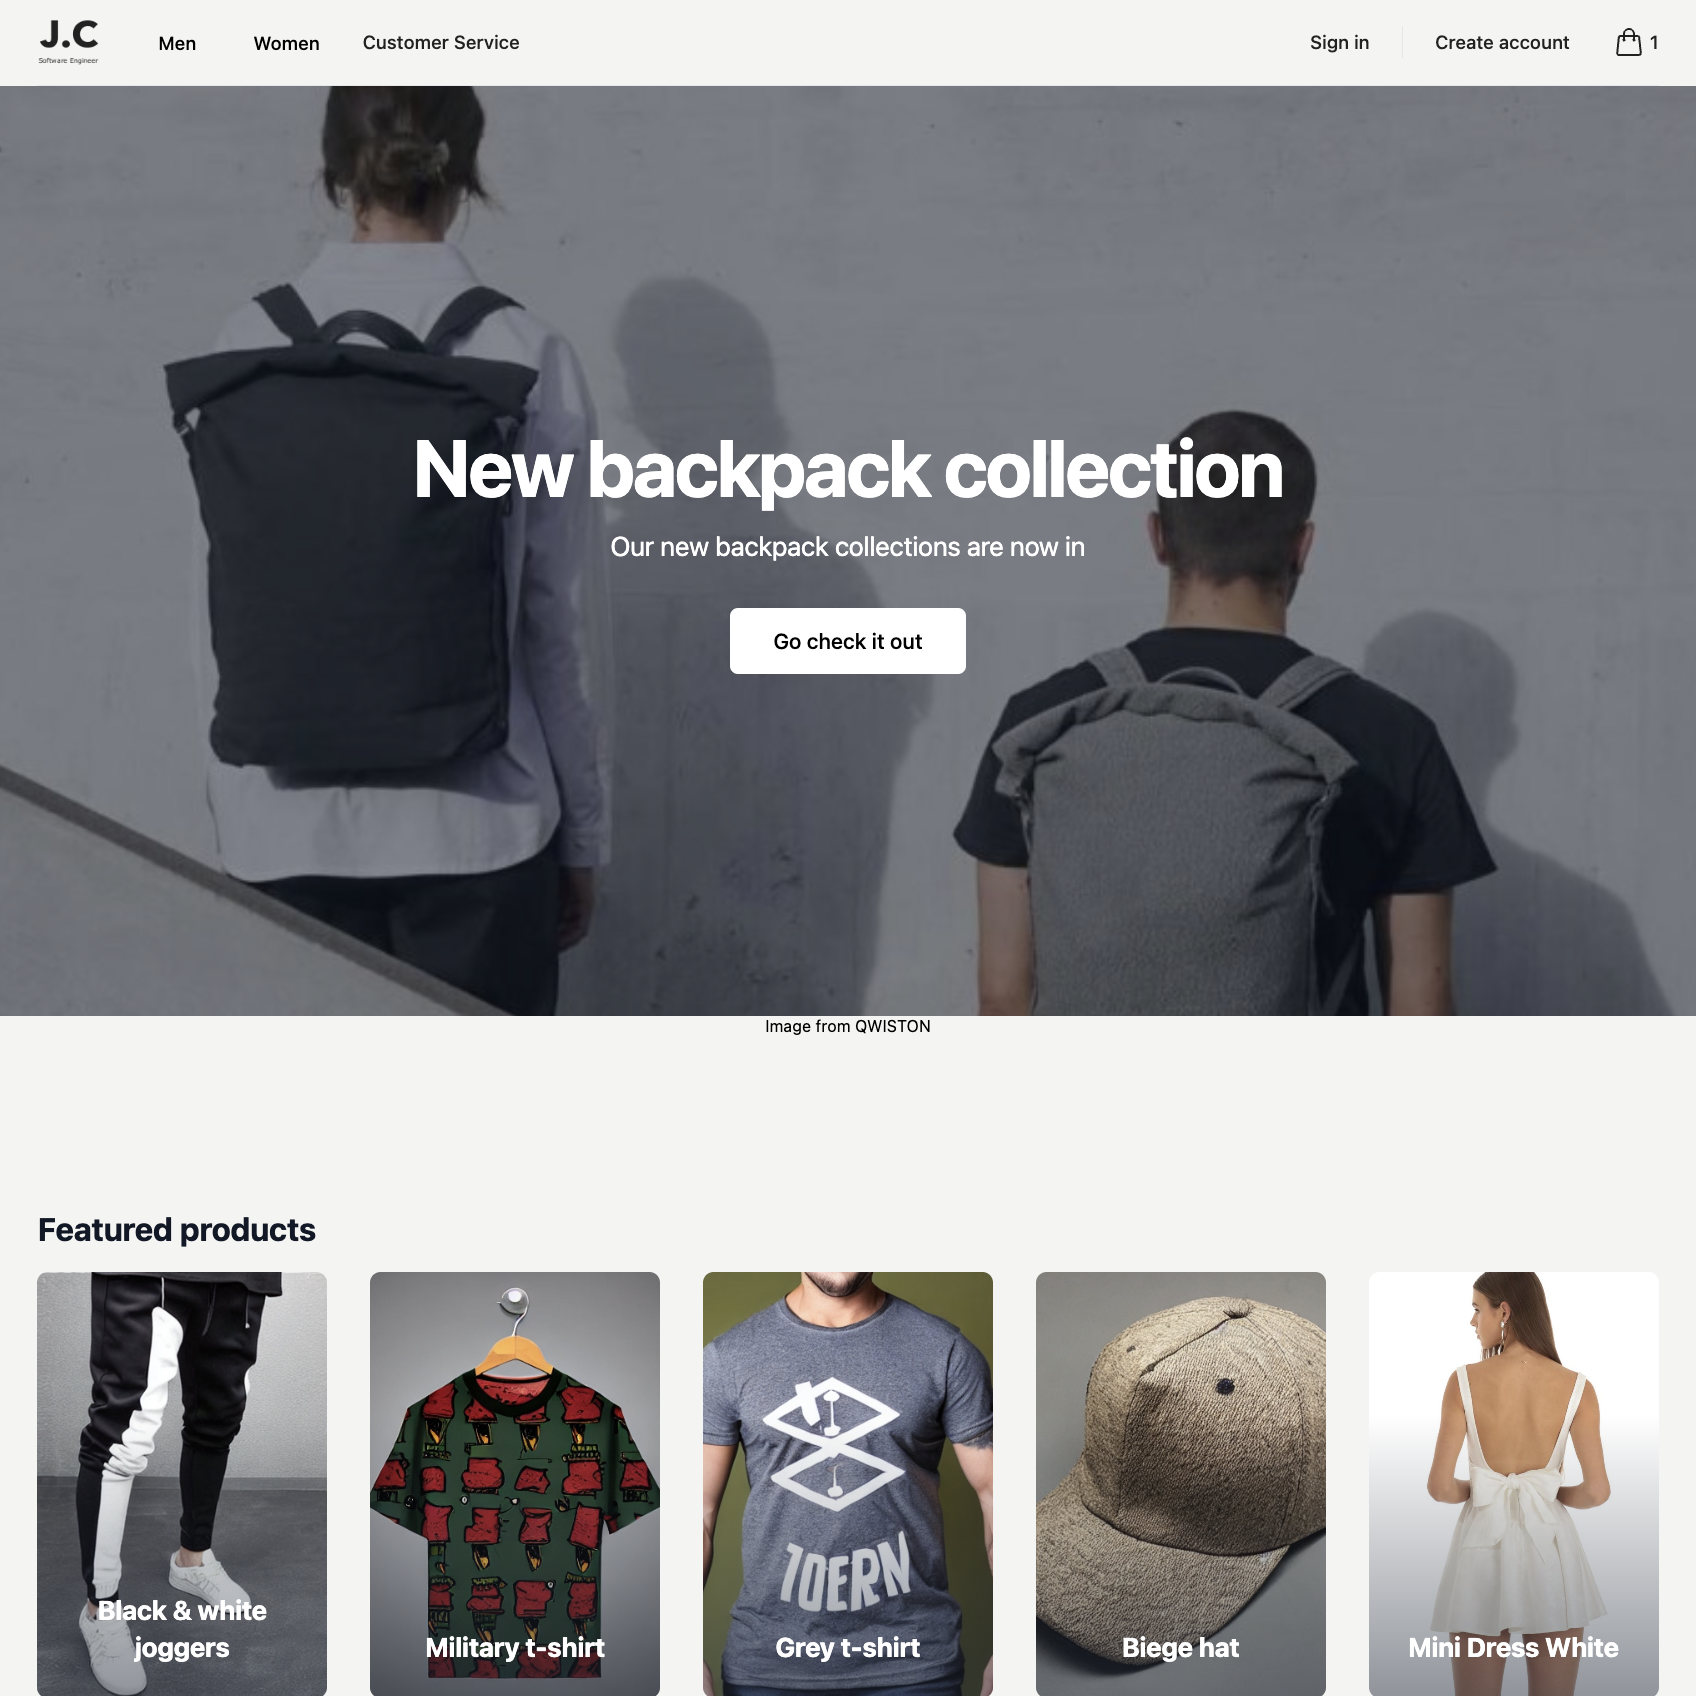 J.C
Software Engineer
Men
Women
Customer Service
Sign in
Create account
1
New backpack collection
Our new backpack collections are now in
Go check it out
Image from QWISTON
Featured products
10ERN
Black & white
joggers
Military t-shirt
Grey t-shirt
Biege hat
Mini Dress White